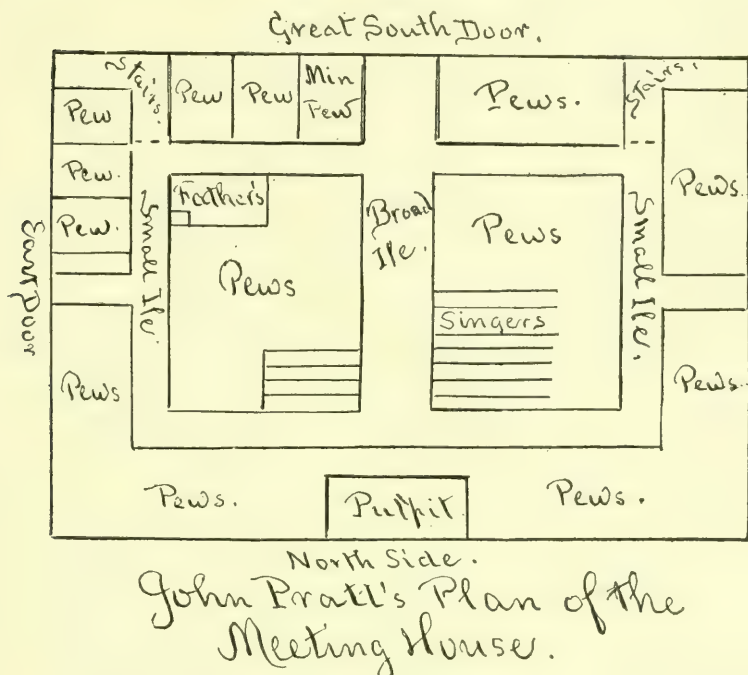 Great South Door.
Stairs.
Pew
Pew
Min
Pew
Pews.
Stairs.
Pew
Pew.
Pew.
East Door
Small Ile.
Father's
Pews
Broad
Ile.
Pews
Singers
Small Ile.
Pews.
Pews
Pews.
Pews.
Pulpit
Pews.
North Side.
John Pratt's Plan of the
Meeting House.